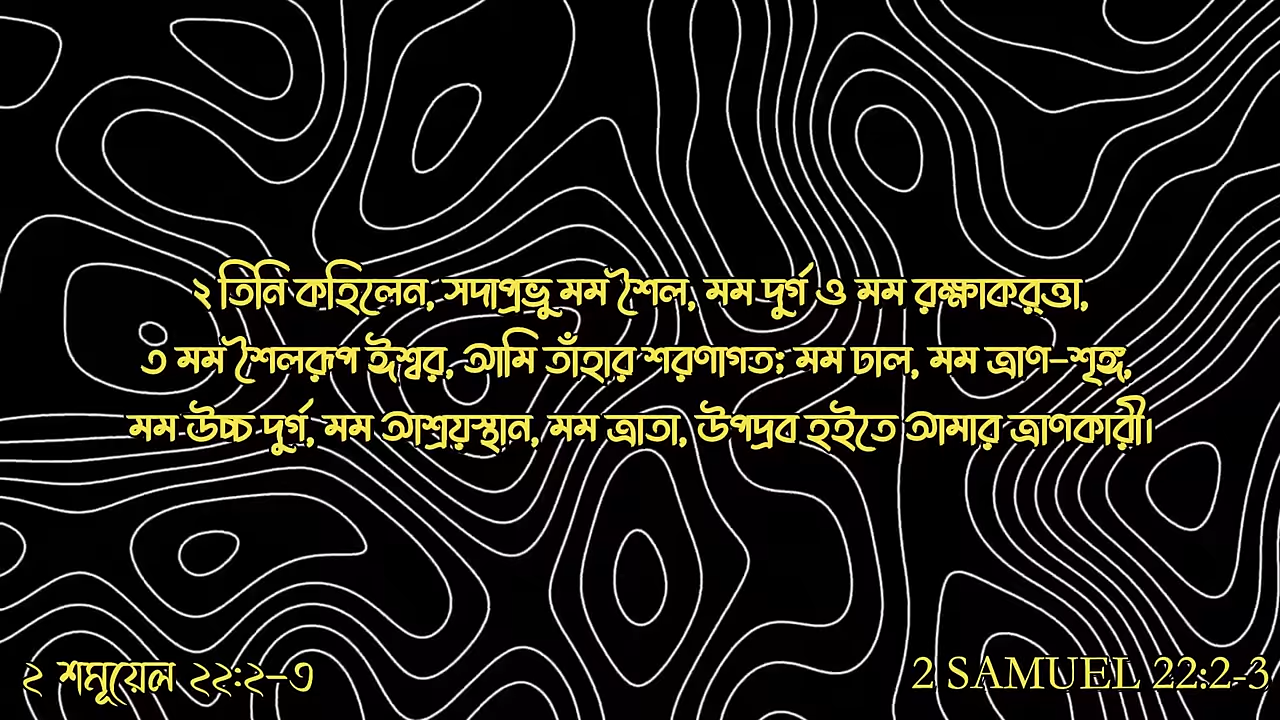 ২ তিনি কহিলেন, সদাপ্রভু মম শৈল, মম দুর্গ ও মম রক্ষাকর্ত্তা,
৩ মম শৈলরূপ ঈশ্বর, আমি তাঁহার শরণাগত; মম ঢাল, মম ত্রাণ-শৃঙ্গ,
মম উচ্চ দুর্গ, মম আশ্রয়স্থান, মম ত্রাতা, উপদ্রব হইতে আমার ত্রাণকারী।
২ শমূয়েল ২২:২-৩
2 SAMUEL 22:2-3